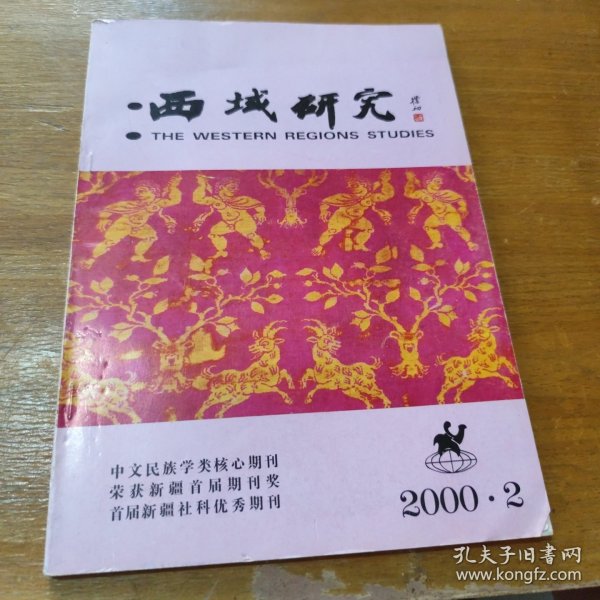 ·西域研究
THE WESTERN REGIONS STUDIES
中文民族学类核心期刊
荣获新疆首届期刊奖
首届新疆社科优秀期刊
2000·2
孔夫子旧书网
www.kongfz.com